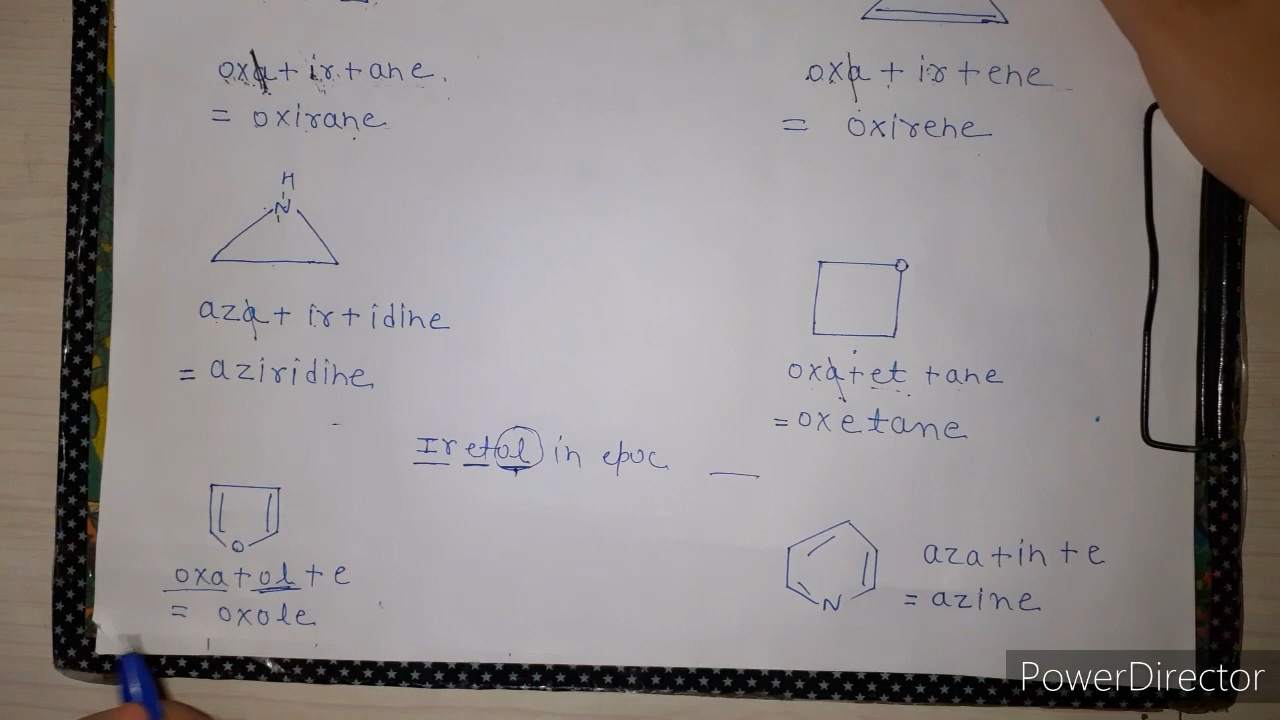 oxa + ir + ane
= oxirane
oxa + ir + ene
= oxirene
H
N
aza + ir + idine
= aziridine
O
oxa + et + ane
= oxetane
Ir et ol in epoc
O
oxa + ol + e
= oxole
N
aza + in + e
= azine
PowerDirector